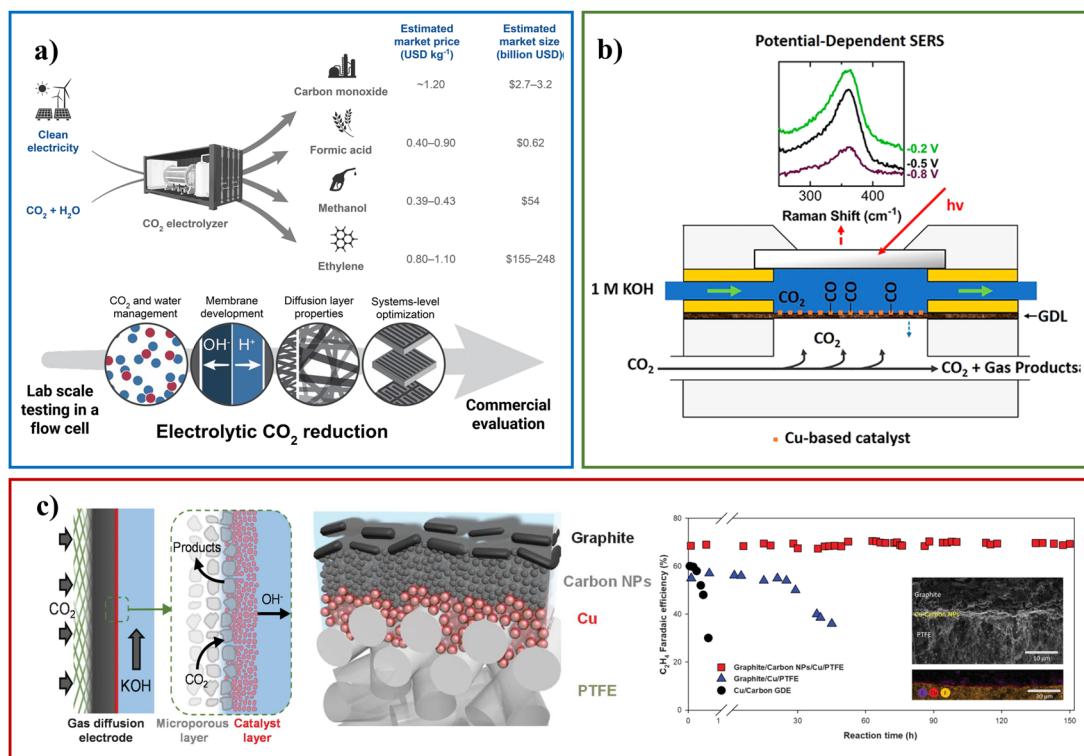 a)
Estimated
market price
(USD kg⁻¹)
Estimated
market size
(billion USD)
Clean
electricity
CO₂ + H₂O
CO₂ electrolyzer
Carbon monoxide
~1.20
$2.7–3.2
Formic acid
0.40–0.90
$0.62
Methanol
0.39–0.43
$54
Ethylene
0.80–1.10
$155–248
CO₂ and water
management
Membrane
development
Diffusion layer
properties
Systems-level
optimization
OH⁻
H⁺
Lab scale
testing in a
flow cell
Electrolytic CO₂ reduction
Commercial
evaluation
b)
Potential-Dependent SERS
-0.2 V
-0.5 V
-0.8 V
300
400
Raman Shift (cm⁻¹)
hν
1 M KOH
CO₂
CO
CO
CO
GDL
CO₂
CO₂
CO₂ + Gas Products
Cu-based catalyst
c)
CO₂
KOH
Gas diffusion
electrode
Products
CO₂
OH⁻
Microporous
layer
Catalyst
layer
Graphite
Carbon NPs
Cu
PTFE
C₂H₄ Faradaic efficiency (%)
80
60
40
20
0
0
1
30
60
90
120
150
Reaction time (h)
Graphite/Carbon NPs/Cu/PTFE
Graphite/Cu/PTFE
Cu/Carbon GDE
Graphite
Cu/Carbon NPs
PTFE
10 μm
20 μm